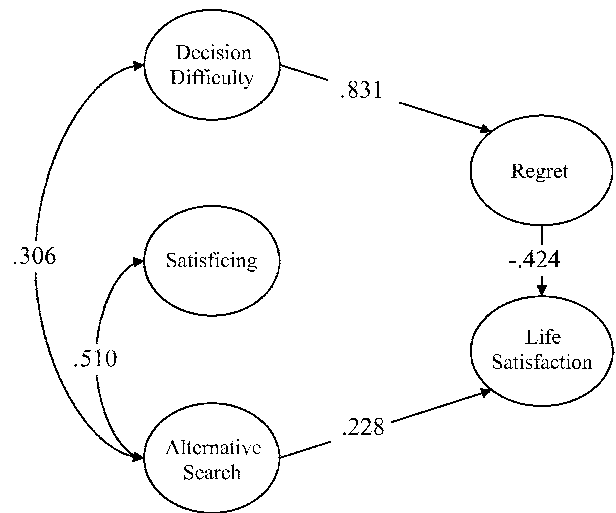 Decision
Difficulty
.831
Regret
.306
Satisficing
-.424
.510
Life
Satisfaction
.228
Alternative
Search